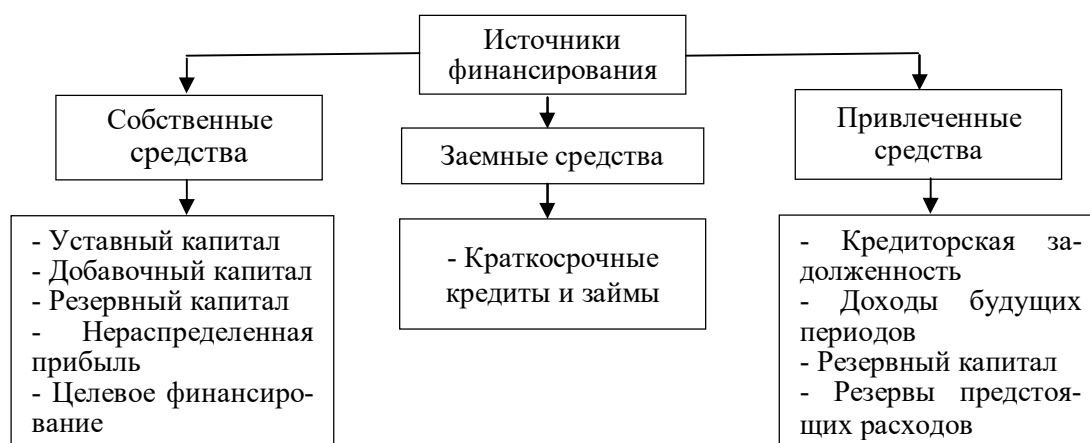 Источники
финансирования
Собственные
средства
Заемные средства
Привлеченные
средства
- Уставный капитал
- Добавочный капитал
- Резервный капитал
- Нераспределенная
прибыль
- Целевое финансиро-
вание
- Краткосрочные
кредиты и займы
- Кредиторская за-
долженность
- Доходы будущих
периодов
- Резервный капитал
- Резервы предстоя-
щих расходов